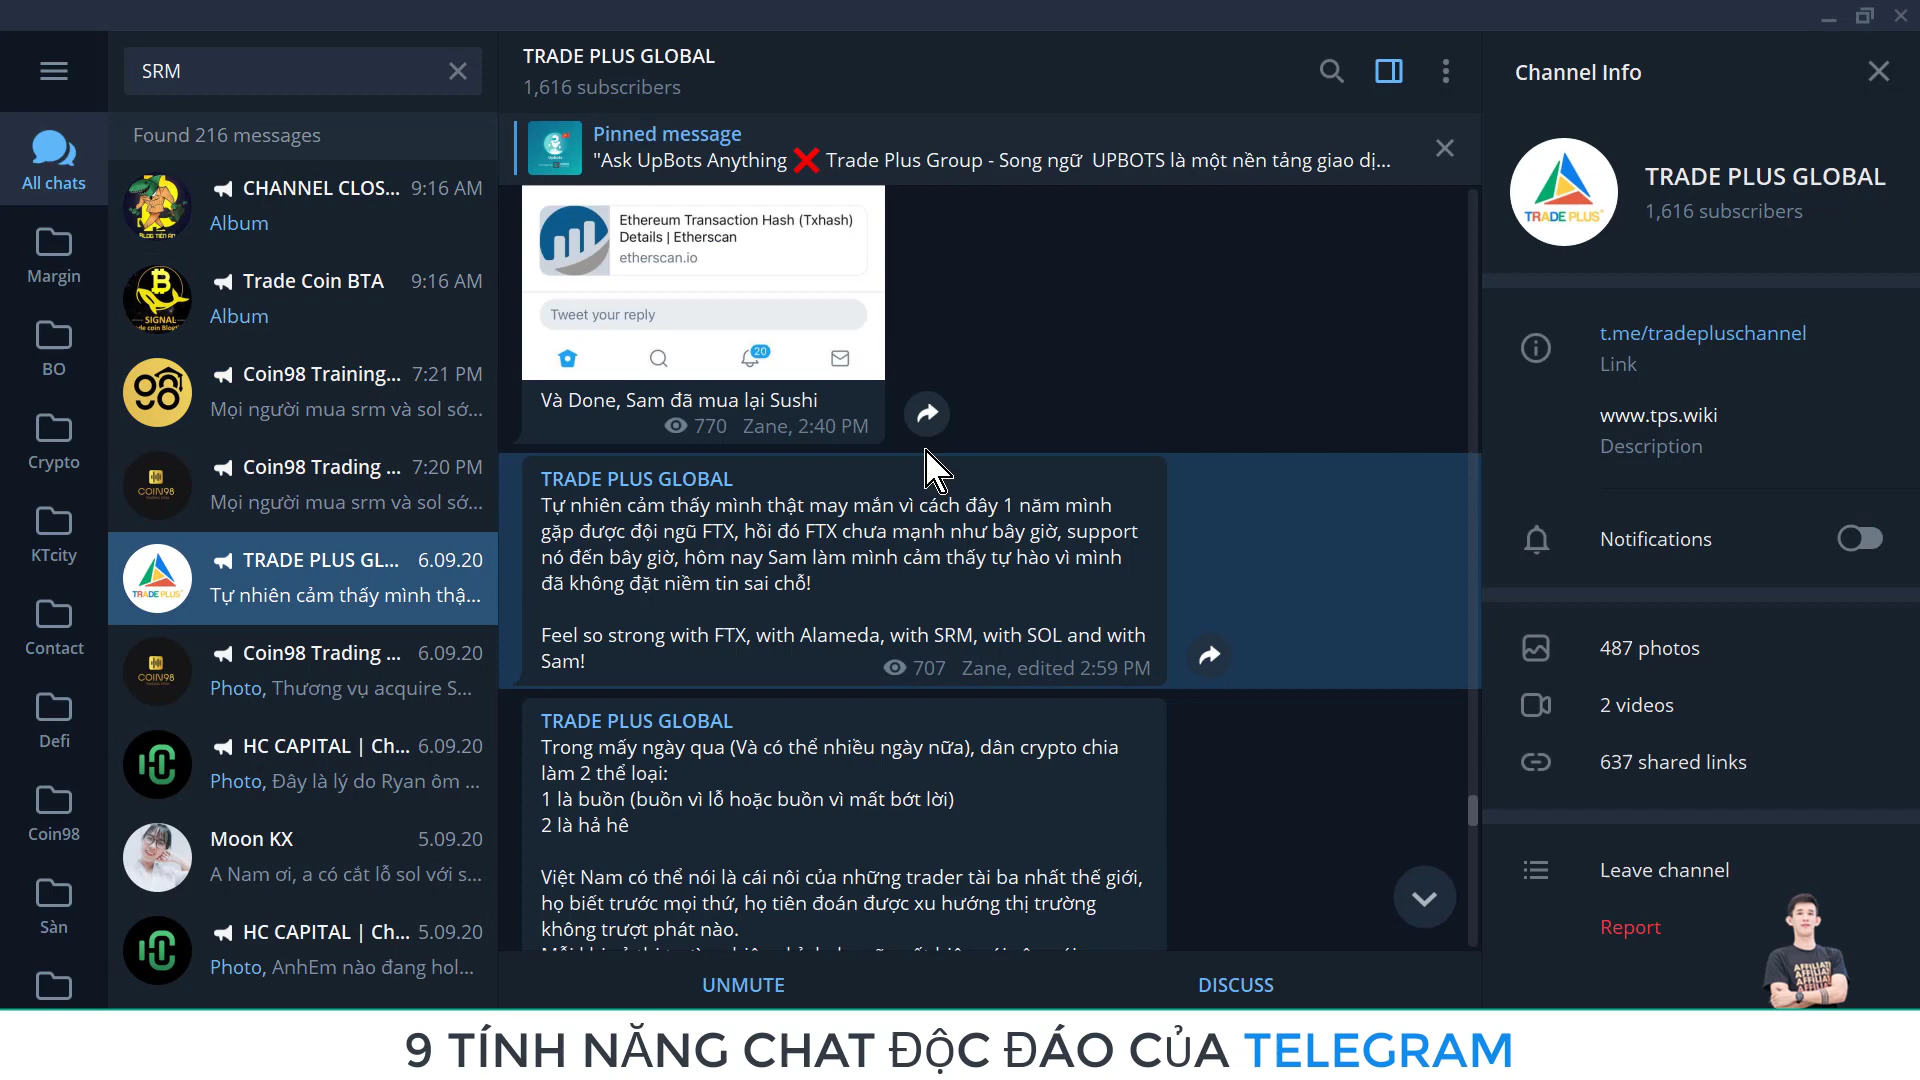 SRM
Found 216 messages
All chats
Margin
BO
Crypto
KTcity
Contact
Defi
Coin98
Sàn
CHANNEL CLOS... 9:16 AM
Album
Trade Coin BTA 9:16 AM
Album
Coin98 Training... 7:21 PM
Mọi người mua srm và sol sớ...
Coin98 Trading ... 7:20 PM
Mọi người mua srm và sol sớ...
TRADE PLUS GL... 6.09.20
Tự nhiên cảm thấy mình thậ...
Coin98 Trading ... 6.09.20
Photo, Thương vụ acquire S...
HC CAPITAL | Ch... 6.09.20
Photo, Đây là lý do Ryan ôm ...
Moon KX 5.09.20
A Nam ơi, a có cắt lỗ sol với s...
HC CAPITAL | Ch... 5.09.20
Photo, AnhEm nào đang hol...
TRADE PLUS GLOBAL
1,616 subscribers
Pinned message
"Ask UpBots Anything ❌ Trade Plus Group - Song ngữ UPBOTS là một nền tảng giao dị...
Ethereum Transaction Hash (Txhash)
Details | Etherscan
etherscan.io
Tweet your reply
20
Và Done, Sam đã mua lại Sushi
770 Zane, 2:40 PM
TRADE PLUS GLOBAL
Tự nhiên cảm thấy mình thật may mắn vì cách đây 1 năm mình
gặp được đội ngũ FTX, hồi đó FTX chưa mạnh như bây giờ, support
nó đến bây giờ, hôm nay Sam làm mình cảm thấy tự hào vì mình
đã không đặt niềm tin sai chỗ!
Feel so strong with FTX, with Alameda, with SRM, with SOL and with
Sam!
707 Zane, edited 2:59 PM
TRADE PLUS GLOBAL
Trong mấy ngày qua (Và có thể nhiều ngày nữa), dân crypto chia
làm 2 thể loại:
1 là buồn (buồn vì lỗ hoặc buồn vì mất bớt lời)
2 là hả hê
Việt Nam có thể nói là cái nôi của những trader tài ba nhất thế giới,
họ biết trước mọi thứ, họ tiên đoán được xu hướng thị trường
không trượt phát nào.
UNMUTE
DISCUSS
Channel Info
TRADE PLUS
TRADE PLUS GLOBAL
1,616 subscribers
t.me/tradepluschannel
Link
www.tps.wiki
Description
Notifications
487 photos
2 videos
637 shared links
Leave channel
Report
9 TÍNH NĂNG CHAT ĐỘC ĐÁO CỦA TELEGRAM